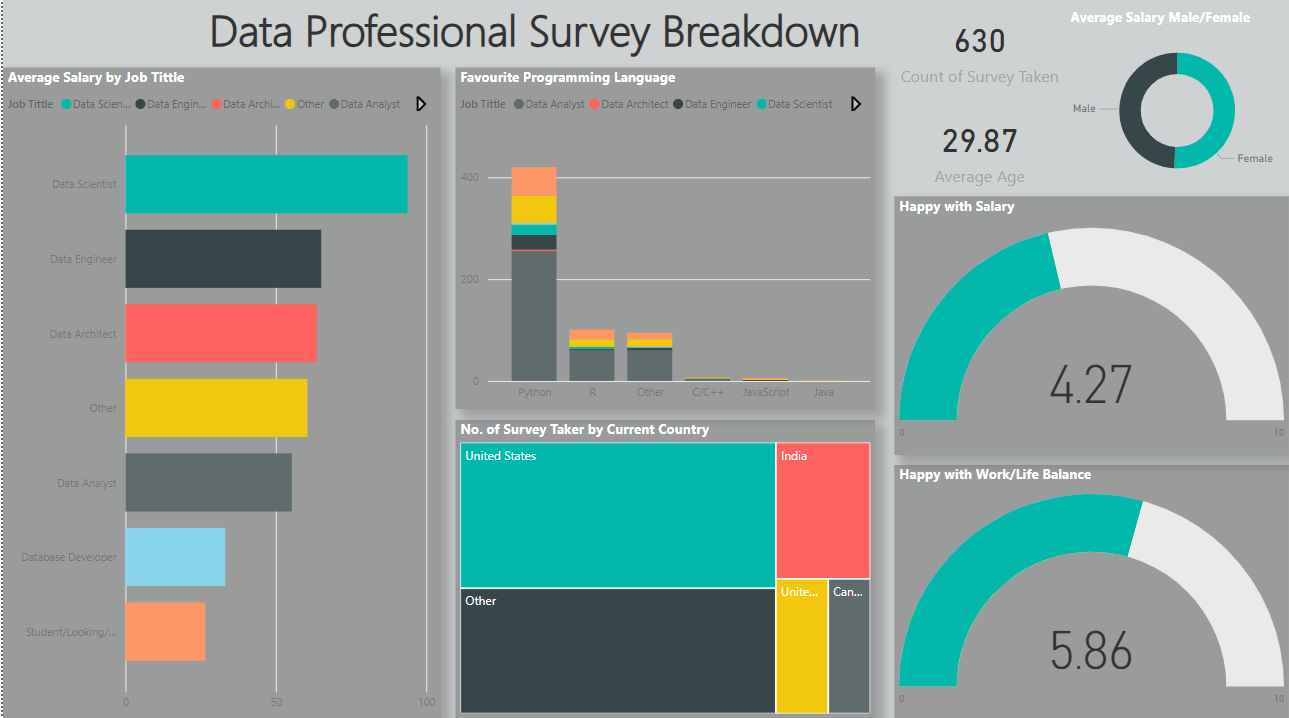 Data Professional Survey Breakdown
630
Count of Survey Taken
29.87
Average Age
Average Salary Male/Female
Male
Female
Average Salary by Job Tittle
Job Tittle Data Scien... Data Engin... Data Archi... Other Data Analyst
Data Scientist
Data Engineer
Data Architect
Other
Data Analyst
Database Developer
Student/Looking/...
0 50 100
Favourite Programming Language
Job Tittle Data Analyst Data Architect Data Engineer Data Scientist
400
200
0
Python R Other C/C++ JavaScript Java
No. of Survey Taker by Current Country
United States
India
Other
Unite...
Can...
Happy with Salary
4.27
0 10
Happy with Work/Life Balance
5.86
0 10